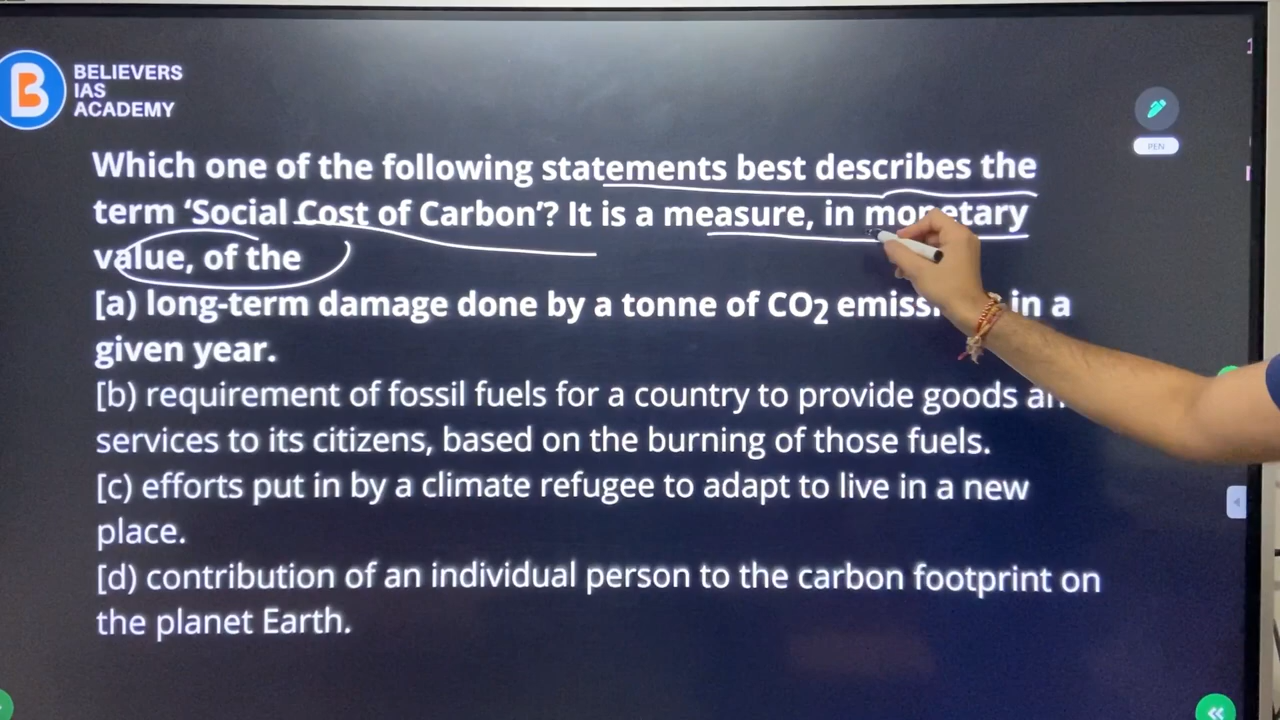 BELIEVERS
IAS
ACADEMY
PEN
Which one of the following statements best describes the
term ‘Social Cost of Carbon’? It is a measure, in monetary
value, of the
[a) long-term damage done by a tonne of CO2 in a
given year.
[b) requirement of fossil fuels for a country to provide goods
services to its citizens, based on the burning of those fuels.
[c) efforts put in by a climate refugee to adapt to live in a new
place.
[d) contribution of an individual person to the carbon footprint on
the planet Earth.